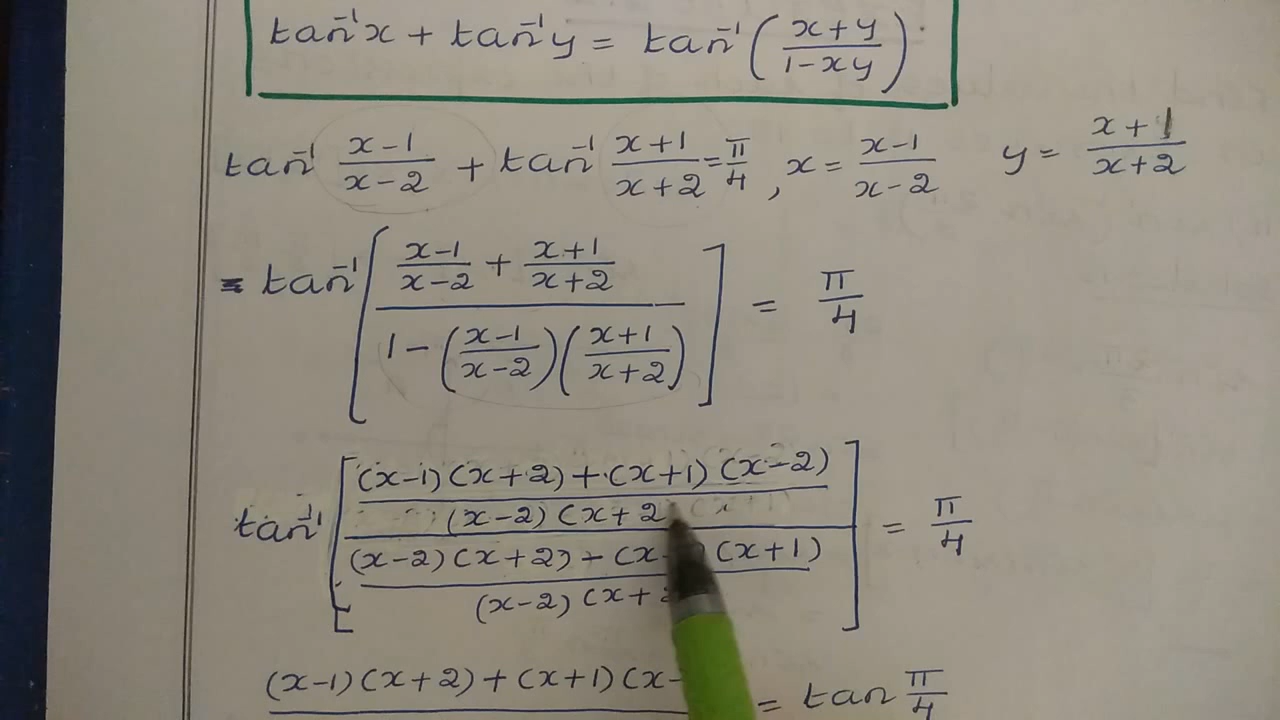 tan⁻¹x + tan⁻¹y = tan⁻¹ ( (x+y)/(1-xy) ).
tan⁻¹ (x-1)/(x-2) + tan⁻¹ (x+1)/(x+2) = π/4 , x = (x-1)/(x-2) y = (x+1)/(x+2)
= tan⁻¹ [ ( (x-1)/(x-2) + (x+1)/(x+2) ) / ( 1 - ((x-1)/(x-2)) ((x+1)/(x+2)) ) ] = π/4
tan⁻¹ [ ( ((x-1)(x+2) + (x+1)(x-2)) / ((x-2)(x+2 ) / ( ((x-2)(x+2) - (x (x+1)) / ((x-2)(x+ ) ] = π/4
(x-1)(x+2) + (x+1)(x- = tan π/4